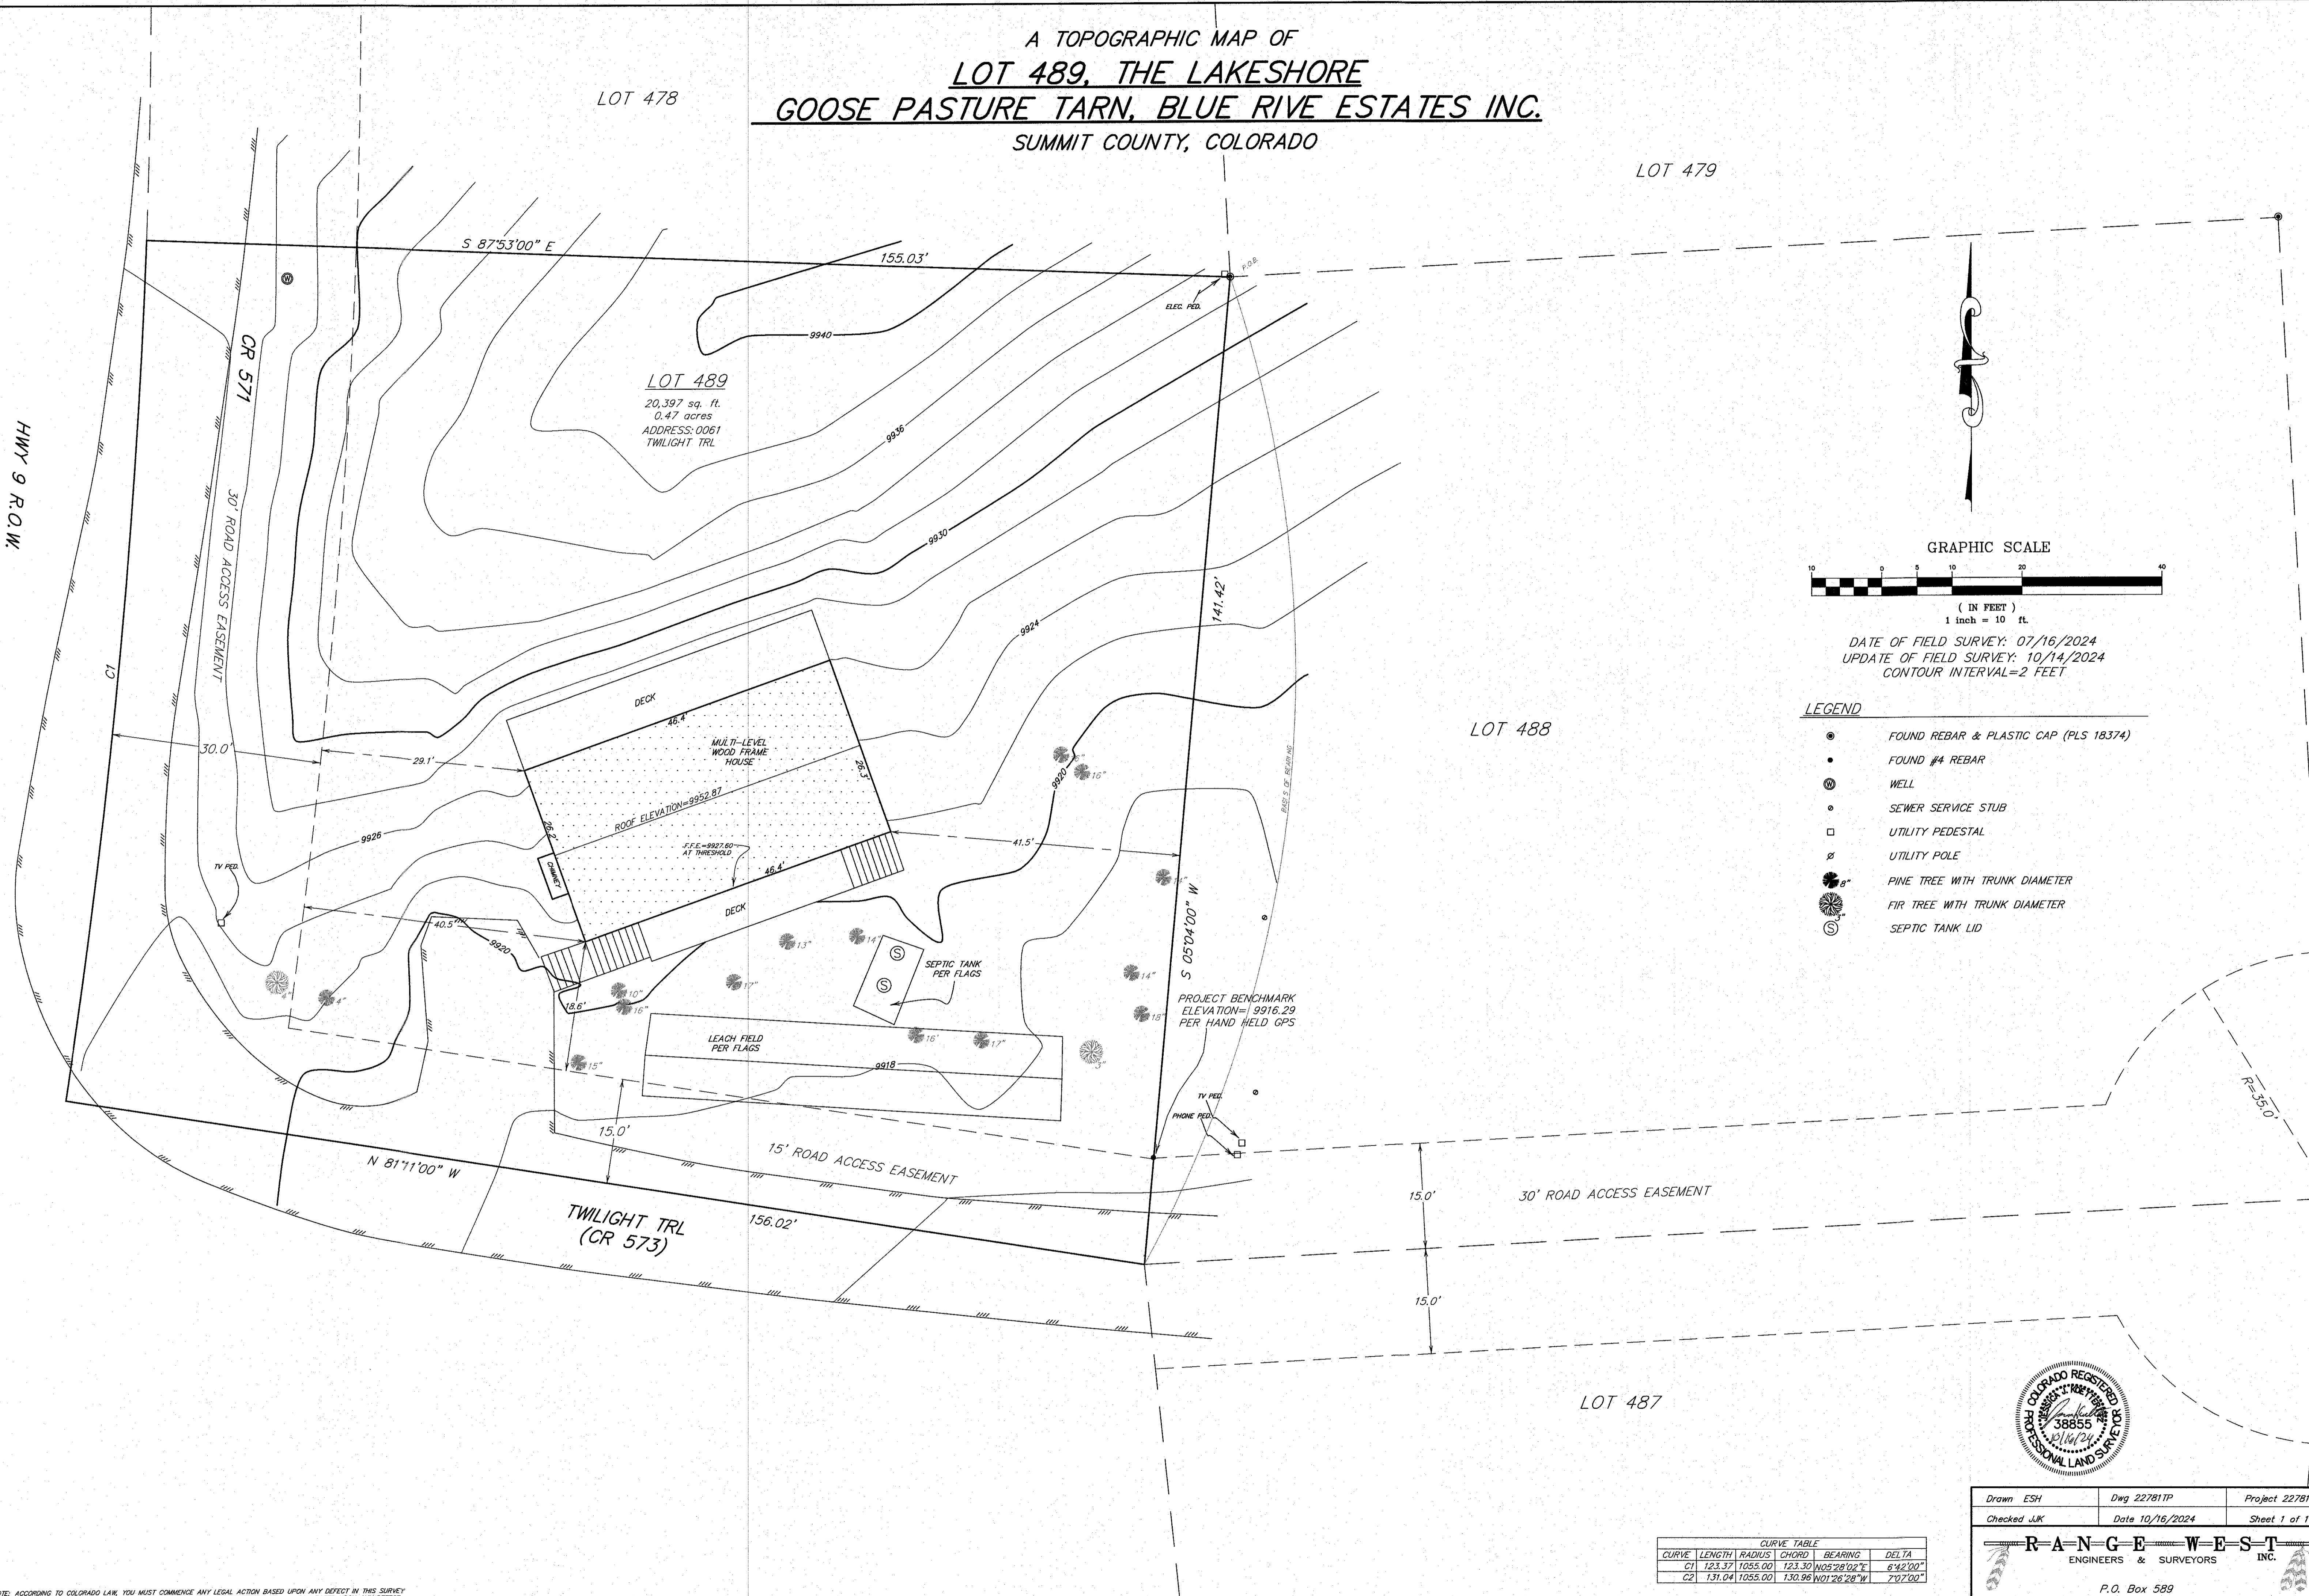 A TOPOGRAPHIC MAP OF
LOT 489, THE LAKESHORE
GOOSE PASTURE TARN, BLUE RIVE ESTATES INC.
SUMMIT COUNTY, COLORADO
LOT 478
LOT 479
S 87°53'00" E
155.03'
P.O.B.
ELEC. PED.
W
CR 571
9940
LOT 489
20,397 sq. ft.
0.47 acres
ADDRESS: 0061
TWILIGHT TRL
9936
HWY 9 R.O.W.
30' ROAD ACCESS EASEMENT
9930
141.42'
9924
C1
DECK
46.4'
MULTI-LEVEL
WOOD FRAME
HOUSE
26.3'
30.0'
29.1'
ROOF ELEVATION=9952.87
26.2'
9926
F.F.E.=9927.60
AT THRESHOLD
46.4'
CHIMNEY
DECK
41.5'
9920
16"
LOT 488
BASIS OF BEARING
TV PED.
40.5'
9920
S 05°04'00" W
13"
14"
S
S
SEPTIC TANK
PER FLAGS
14"
17"
10"
16"
18.6'
4"
4"
18"
PROJECT BENCHMARK
ELEVATION= 9916.29
PER HAND HELD GPS
LEACH FIELD
PER FLAGS
16'
17"
3"
15"
9918
TV PED.
PHONE PED.
15.0'
15' ROAD ACCESS EASEMENT
N 81°11'00" W
156.02'
TWILIGHT TRL
(CR 573)
15.0'
30' ROAD ACCESS EASEMENT
15.0'
R=35.0'
LOT 487
GRAPHIC SCALE
10 0 5 10 20 40
( IN FEET )
1 inch = 10 ft.
DATE OF FIELD SURVEY: 07/16/2024
UPDATE OF FIELD SURVEY: 10/14/2024
CONTOUR INTERVAL=2 FEET
LEGEND
FOUND REBAR & PLASTIC CAP (PLS 18374)
FOUND #4 REBAR
W WELL
SEWER SERVICE STUB
UTILITY PEDESTAL
UTILITY POLE
8" PINE TREE WITH TRUNK DIAMETER
3" FIR TREE WITH TRUNK DIAMETER
S SEPTIC TANK LID
COLORADO REGISTERED
38855
10/16/24
PROFESSIONAL LAND SURVEYOR
Drawn ESH Dwg 22781TP Project 22781
Checked JJK Date 10/16/2024 Sheet 1 of 1
RANGE WEST INC.
ENGINEERS & SURVEYORS
P.O. Box 589
CURVE TABLE
CURVE LENGTH RADIUS CHORD BEARING DELTA
C1 123.37 1055.00 123.30 N05°28'02"E 6°42'00"
C2 131.04 1055.00 130.96 N01°26'28"W 7°07'00"
ACCORDING TO COLORADO LAW, YOU MUST COMMENCE ANY LEGAL ACTION BASED UPON ANY DEFECT IN THIS SURVEY